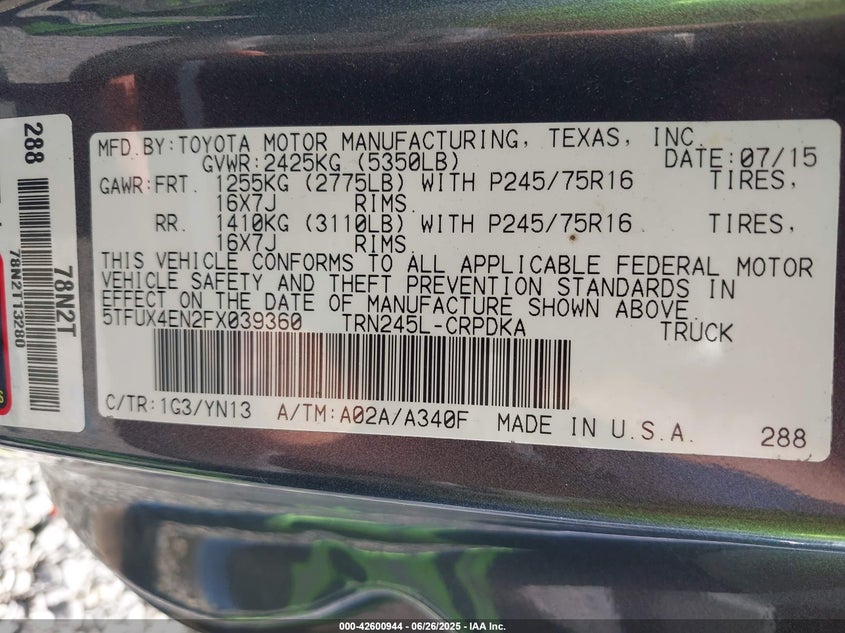 MFD.BY:TOYOTA MOTOR MANUFACTURING, TEXAS, INC.
GVWR:2425KG (5350LB) DATE:07/15
GAWR:FRT. 1255KG (2775LB) WITH P245/75R16 TIRES,
16X7J RIMS.
RR. 1410KG (3110LB) WITH P245/75R16 TIRES,
16X7J RIMS.
THIS VEHICLE CONFORMS TO ALL APPLICABLE FEDERAL MOTOR
VEHICLE SAFETY AND THEFT PREVENTION STANDARDS IN
EFFECT ON THE DATE OF MANUFACTURE SHOWN ABOVE.
5TFUX4EN2FX039360 TRN245L-CRPDKA TRUCK
C/TR:1G3/YN13 A/TM:A02A/A340F MADE IN U.S.A.
288
288
78N2T
78N2T13280
000-42600944 - 06/26/2025 - IAA Inc.